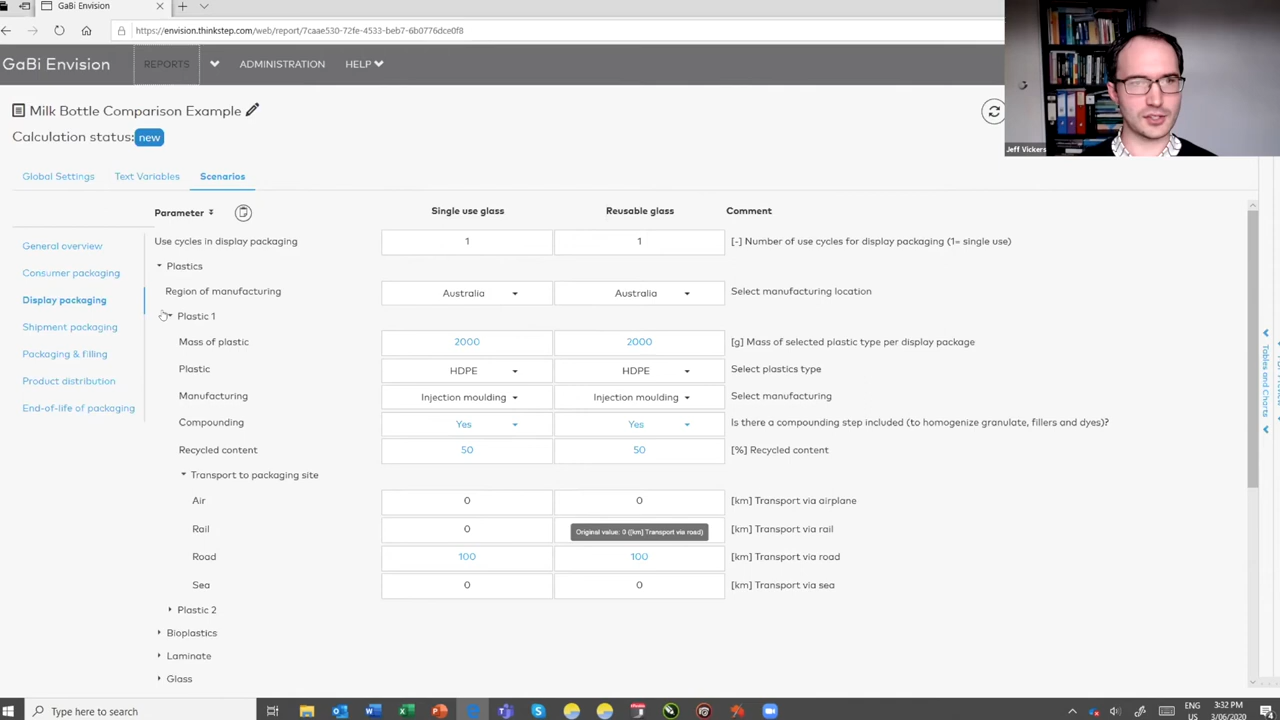 GaBi Envision
https://envision.thinkstep.com/web/report/7caae530-72fe-4533-beb7-6b0776dce0f8
GaBi Envision REPORTS ADMINISTRATION HELP
Milk Bottle Comparison Example
Calculation status: new
Jeff Vickers
Global Settings Text Variables Scenarios
Parameter Single use glass Reusable glass Comment
General overview
Consumer packaging
Display packaging
Shipment packaging
Packaging & filling
Product distribution
End-of-life of packaging
Use cycles in display packaging 1 1 [-] Number of use cycles for display packaging (1= single use)
Plastics
Region of manufacturing Australia Australia Select manufacturing location
Plastic 1
Mass of plastic 2000 2000 [g] Mass of selected plastic type per display package
Plastic HDPE HDPE Select plastics type
Manufacturing Injection moulding Injection moulding Select manufacturing
Compounding Yes Yes Is there a compounding step included (to homogenize granulate, fillers and dyes)?
Recycled content 50 50 [%] Recycled content
Transport to packaging site
Air 0 0 [km] Transport via airplane
Rail 0 [km] Transport via rail
Original value: 0 ([km] Transport via road)
Road 100 100 [km] Transport via road
Sea 0 0 [km] Transport via sea
Plastic 2
Bioplastics
Laminate
Glass
Tables and Charts
Type here to search
ENG
US
3:32 PM
3/06/2020